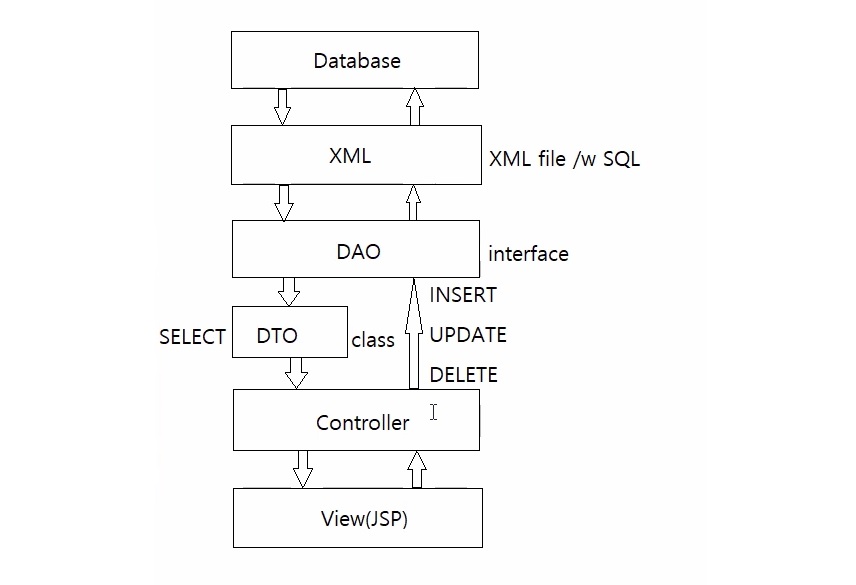 Database
XML
XML file /w SQL
DAO
interface
INSERT
SELECT
DTO
class
UPDATE
DELETE
Controller
View(JSP)